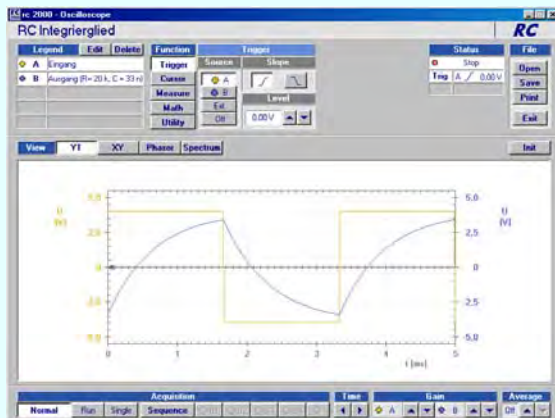 rc 2000 - Oscilloscope
RC Integrierglied
RC
Legend Edit Delete
A Eingang
B Ausgang (R= 20 k, C = 33 n)
Function
Trigger
Cursor
Measure
Math
Utility
Trigger
Source Slope
A
B
Ext
Off
Level
0.00 V
Status
Stop
Trig A 0.00 V
File
Open
Save
Print
Exit
View YT XY Phasor Spectrum Init
U [V]
5,0
2,5
0
-2,5
-5,0
0 1 2 3 4 5
t [ms]
U [V]
5,0
2,5
0
-2,5
-5,0
Acquisition Time Gain Average
Normal Run Single Sequence A B Off